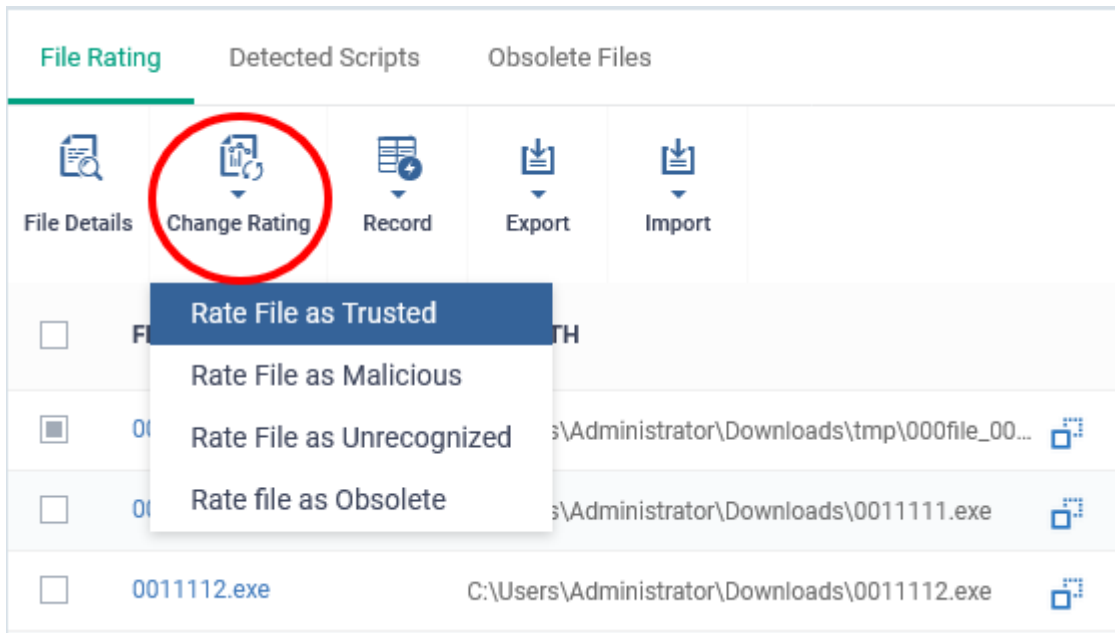 File Rating Detected Scripts Obsolete Files
File Details Change Rating Record Export Import
Rate File as Trusted
Rate File as Malicious
Rate File as Unrecognized
Rate file as Obsolete
s\Administrator\Downloads\tmp\000file_00...
s\Administrator\Downloads\0011111.exe
0011112.exe C:\Users\Administrator\Downloads\0011112.exe